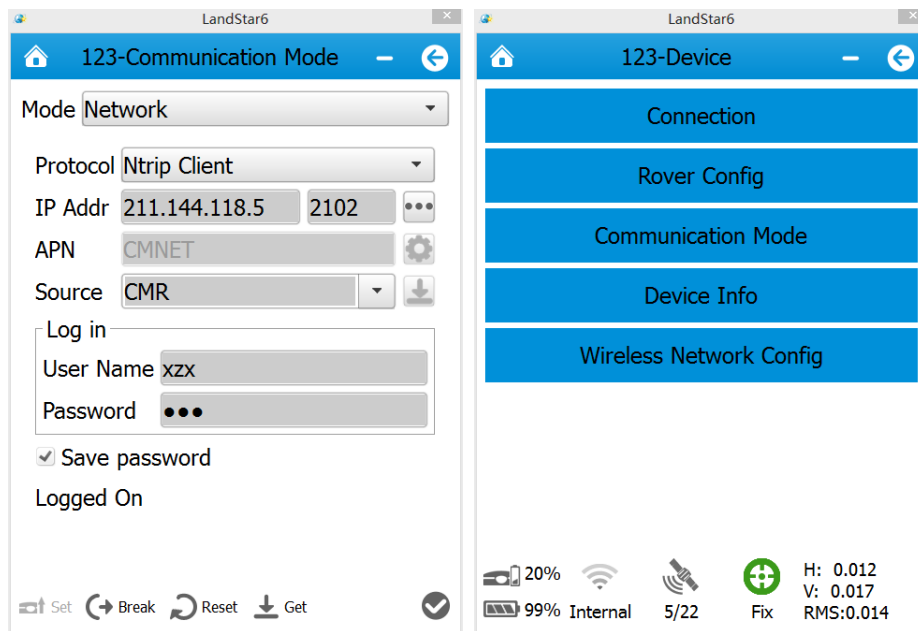 LandStar6
123-Communication Mode
Mode Network
Protocol Ntrip Client
IP Addr 211.144.118.5 2102
APN CMNET
Source CMR
Log in
User Name xzx
Password ●●●
Save password
Logged On
Set Break Reset Get
LandStar6
123-Device
Connection
Rover Config
Communication Mode
Device Info
Wireless Network Config
20%
99% Internal 5/22 Fix
H: 0.012
V: 0.017
RMS:0.014